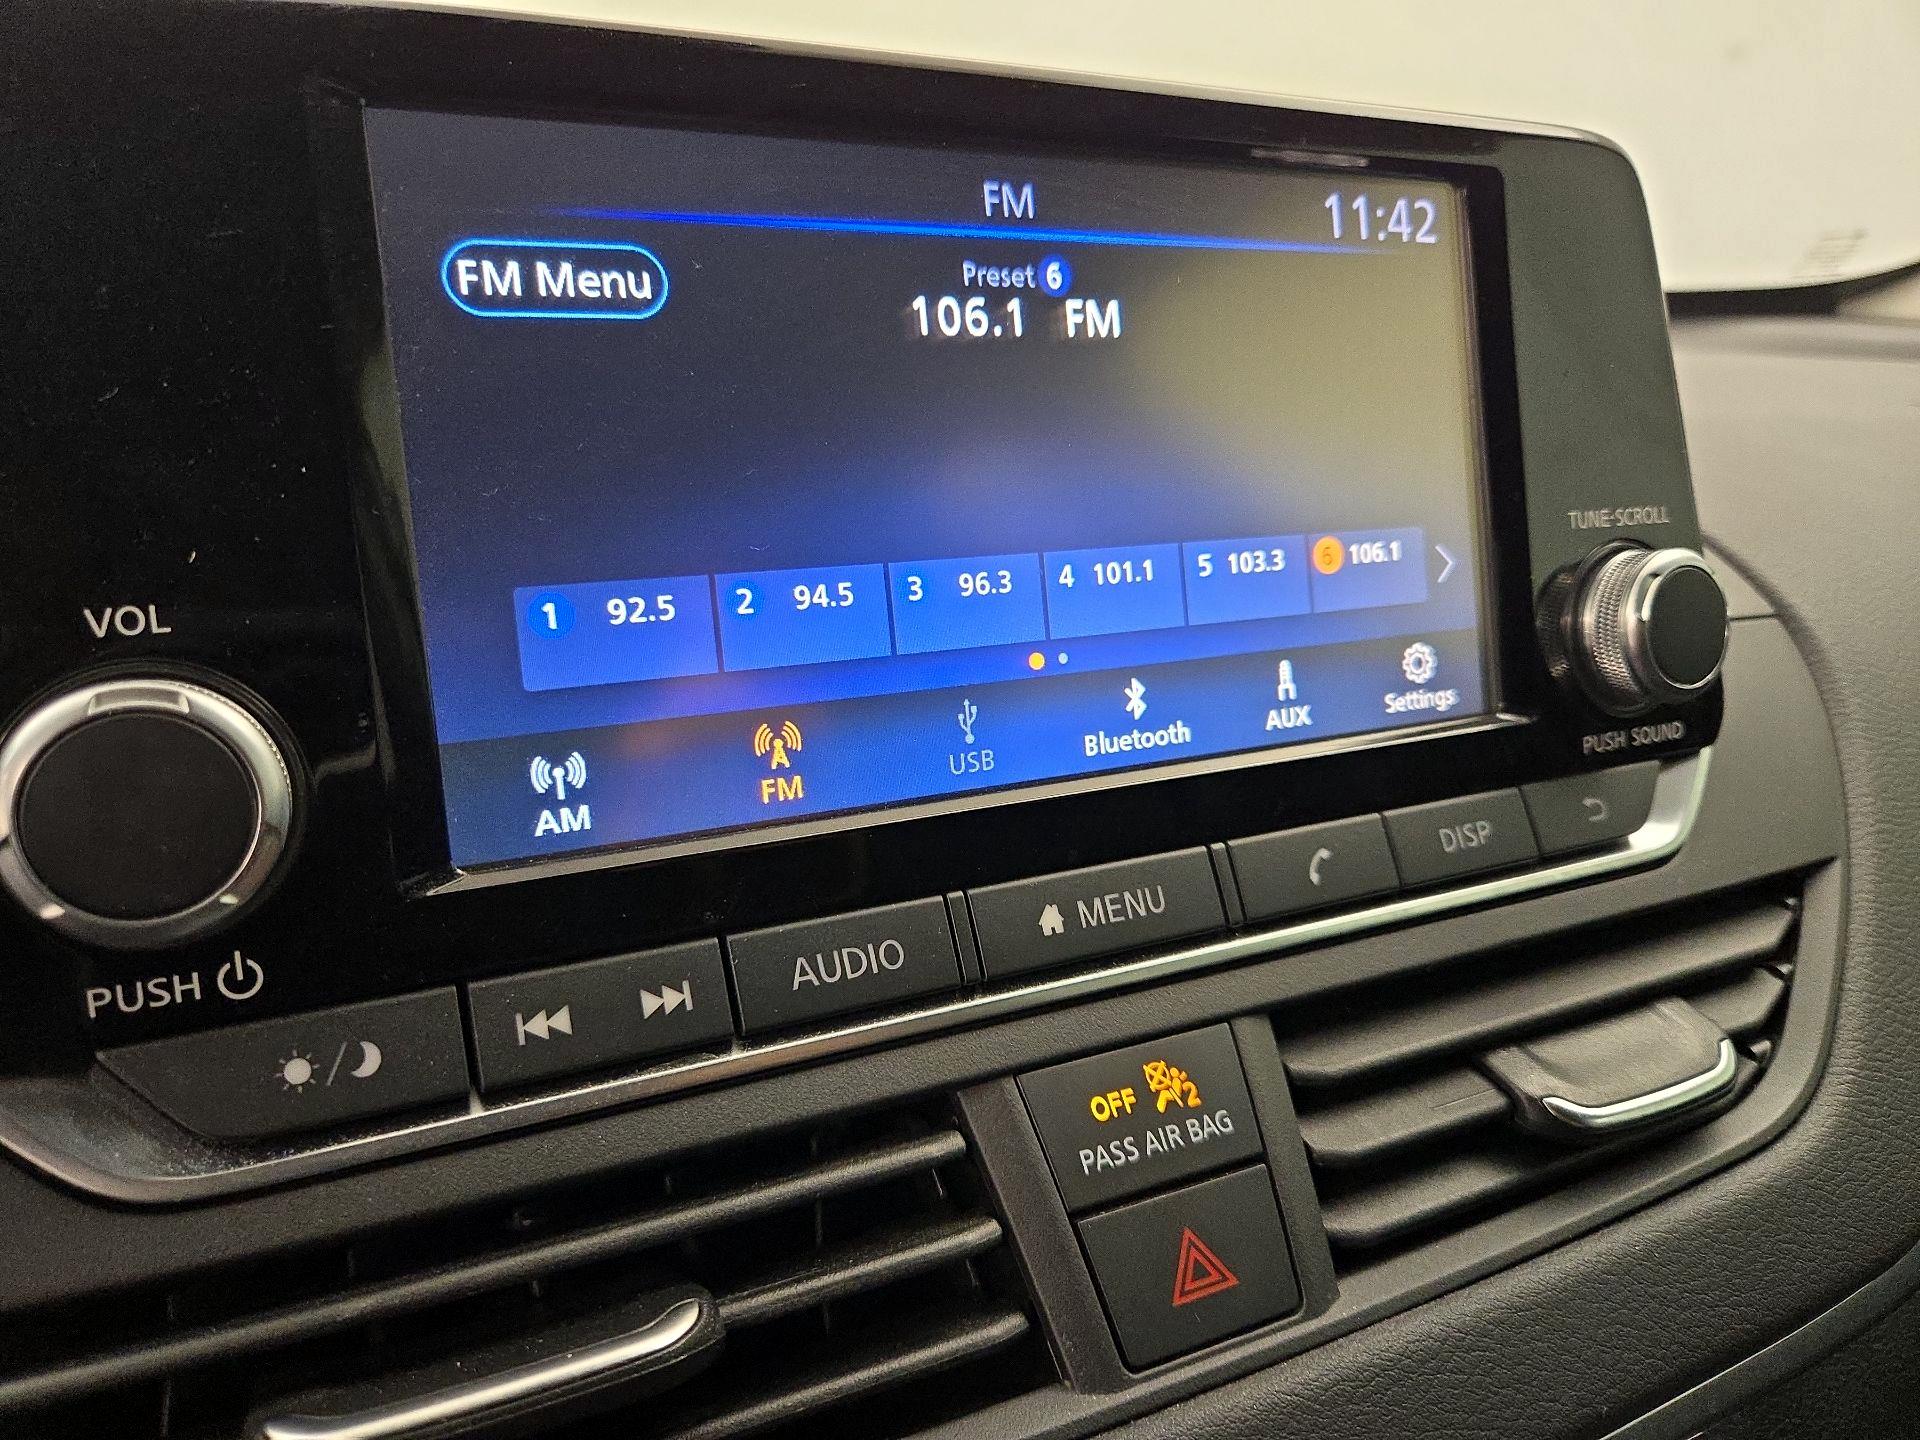 FM
11:42
FM Menu
Preset 6
106.1 FM
1 92.5
2 94.5
3 96.3
4 101.1
5 103.3
6 106.1
AM
FM
USB
Bluetooth
AUX
Settings
VOL
PUSH
TUNE·SCROLL
PUSH SOUND
AUDIO
MENU
DISP
OFF 2
PASS AIR BAG